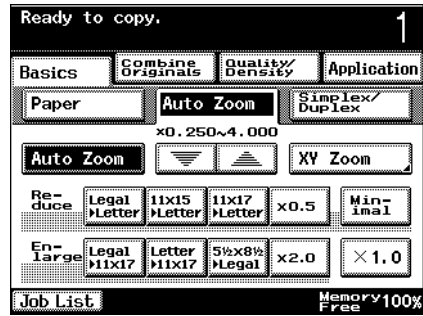 Ready to copy.
1
Basics
Combine
Originals
Quality/
Density
Application
Paper
Auto Zoom
Simplex/
Duplex
×0.250~4.000
Auto Zoom
XY Zoom
Re-
duce
Legal
▶Letter
11x15
▶Letter
11x17
▶Letter
×0.5
Min-
imal
En-
large
Legal
▶11x17
Letter
▶11x17
5½x8½
▶Legal
×2.0
×1.0
Job List
Memory
Free
100%